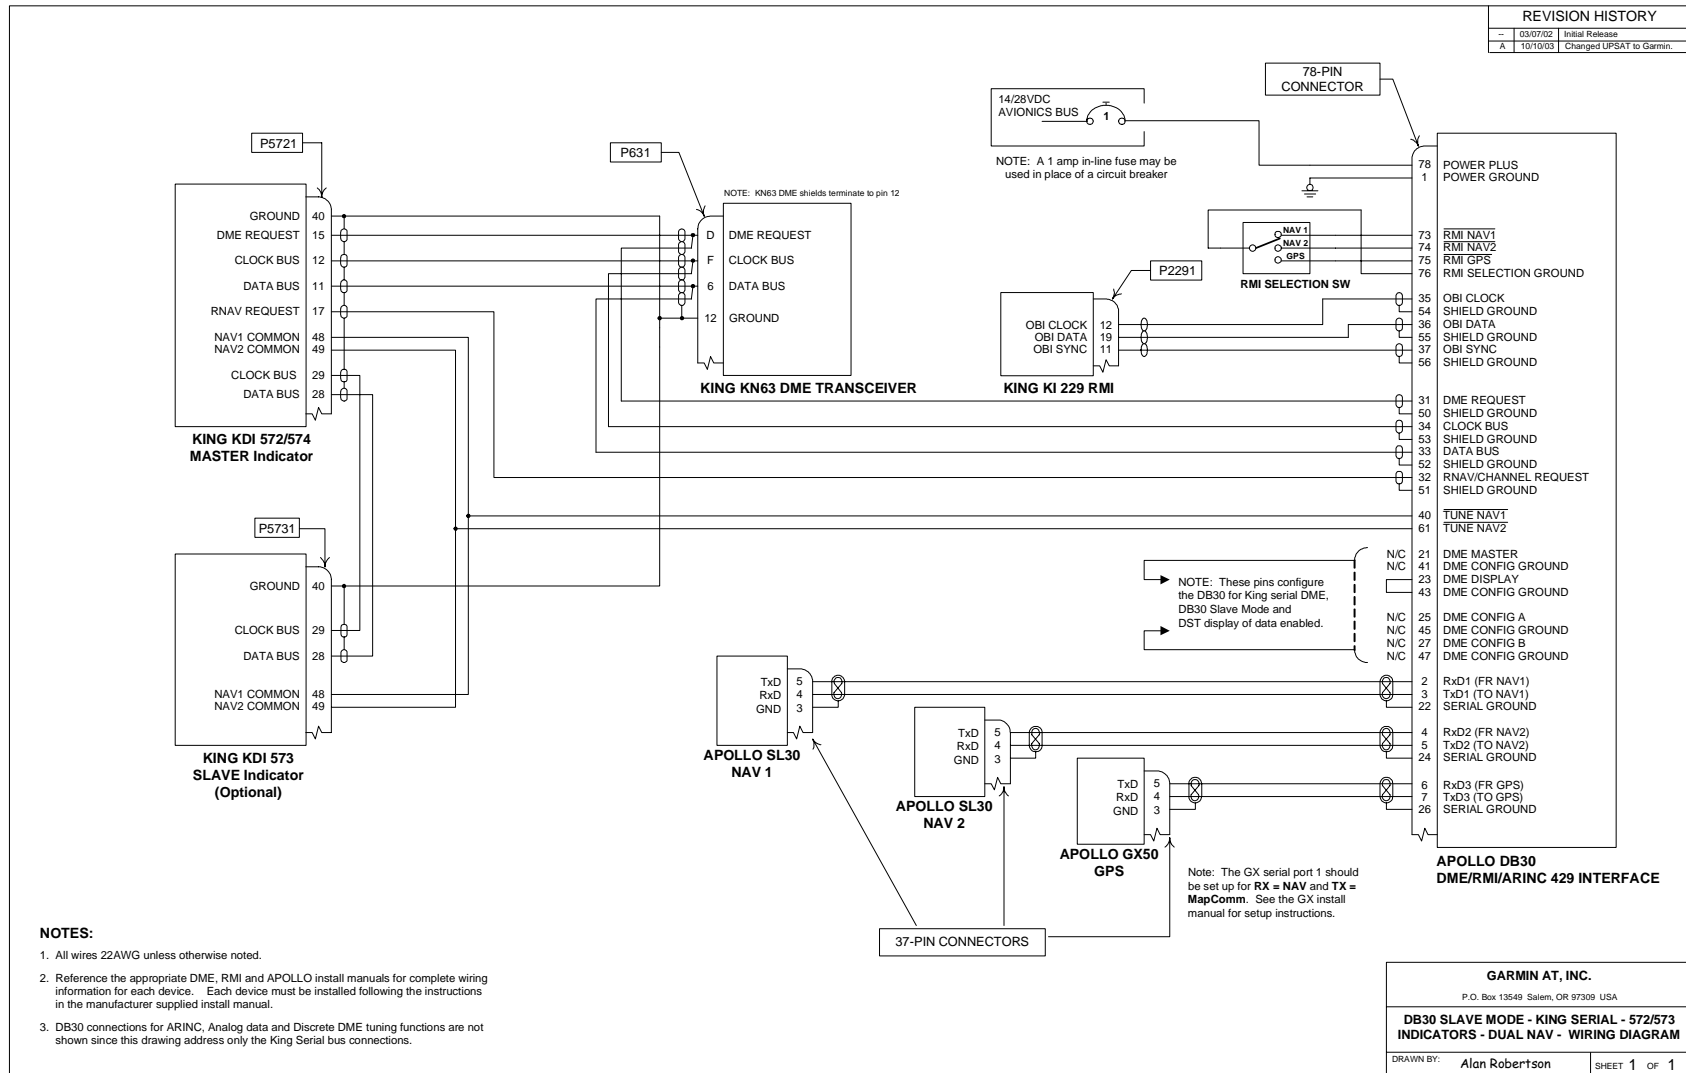 REVISION HISTORY
-- 03/07/02 Initial Release
A 10/10/03 Changed UPSAT to Garmin.
78-PIN
CONNECTOR
14/28VDC
AVIONICS BUS
1
NOTE: A 1 amp in-line fuse may be
used in place of a circuit breaker
P5721
P631
NOTE: KN63 DME shields terminate to pin 12
GROUND 40
DME REQUEST 15
CLOCK BUS 12
DATA BUS 11
RNAV REQUEST 17
NAV1 COMMON 48
NAV2 COMMON 49
CLOCK BUS 29
DATA BUS 28
KING KDI 572/574
MASTER Indicator
D DME REQUEST
F CLOCK BUS
6 DATA BUS
12 GROUND
KING KN63 DME TRANSCEIVER
NAV 1
NAV 2
GPS
RMI SELECTION SW
P2291
OBI CLOCK 12
OBI DATA 19
OBI SYNC 11
KING KI 229 RMI
78 POWER PLUS
1 POWER GROUND
73 RMI NAV1
74 RMI NAV2
75 RMI GPS
76 RMI SELECTION GROUND
35 OBI CLOCK
54 SHIELD GROUND
36 OBI DATA
55 SHIELD GROUND
37 OBI SYNC
56 SHIELD GROUND
31 DME REQUEST
50 SHIELD GROUND
34 CLOCK BUS
53 SHIELD GROUND
33 DATA BUS
52 SHIELD GROUND
32 RNAV/CHANNEL REQUEST
51 SHIELD GROUND
40 TUNE NAV1
61 TUNE NAV2
N/C 21 DME MASTER
N/C 41 DME CONFIG GROUND
23 DME DISPLAY
43 DME CONFIG GROUND
N/C 25 DME CONFIG A
N/C 45 DME CONFIG GROUND
N/C 27 DME CONFIG B
N/C 47 DME CONFIG GROUND
2 RxD1 (FR NAV1)
3 TxD1 (TO NAV1)
22 SERIAL GROUND
4 RxD2 (FR NAV2)
5 TxD2 (TO NAV2)
24 SERIAL GROUND
6 RxD3 (FR GPS)
7 TxD3 (TO GPS)
26 SERIAL GROUND
APOLLO DB30
DME/RMI/ARINC 429 INTERFACE
NOTE: These pins configure
the DB30 for King serial DME,
DB30 Slave Mode and
DST display of data enabled.
P5731
GROUND 40
CLOCK BUS 29
DATA BUS 28
NAV1 COMMON 48
NAV2 COMMON 49
KING KDI 573
SLAVE Indicator
(Optional)
TxD 5
RxD 4
GND 3
APOLLO SL30
NAV 1
TxD 5
RxD 4
GND 3
APOLLO SL30
NAV 2
TxD 5
RxD 4
GND 3
APOLLO GX50
GPS
Note: The GX serial port 1 should
be set up for RX = NAV and TX =
MapComm. See the GX install
manual for setup instructions.
37-PIN CONNECTORS
NOTES:
1. All wires 22AWG unless otherwise noted.
2. Reference the appropriate DME, RMI and APOLLO install manuals for complete wiring
information for each device. Each device must be installed following the instructions
in the manufacturer supplied install manual.
3. DB30 connections for ARINC, Analog data and Discrete DME tuning functions are not
shown since this drawing address only the King Serial bus connections.
GARMIN AT, INC.
P.O. Box 13549 Salem, OR 97309 USA
DB30 SLAVE MODE - KING SERIAL - 572/573
INDICATORS - DUAL NAV - WIRING DIAGRAM
DRAWN BY: Alan Robertson SHEET 1 OF 1